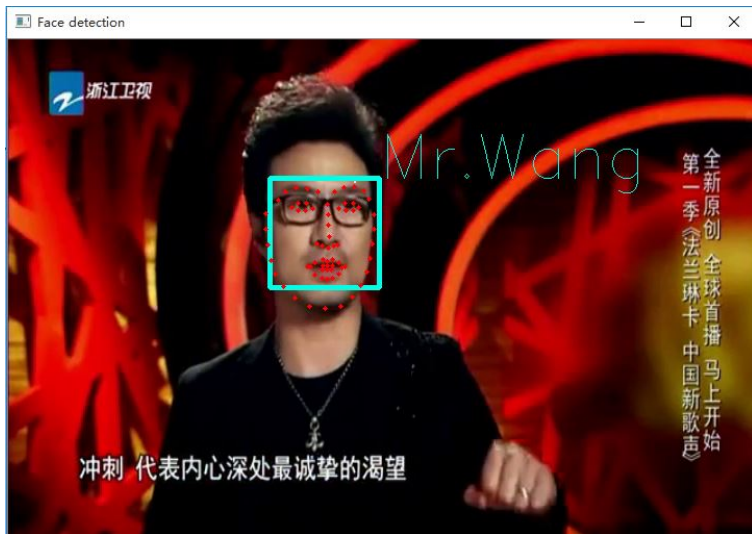 Face detection
浙江卫视
Mr.Wang
全新原创 全球首播 马上开始
第一季《法兰琳卡 中国新歌声》
冲刺 代表内心深处最诚挚的渴望